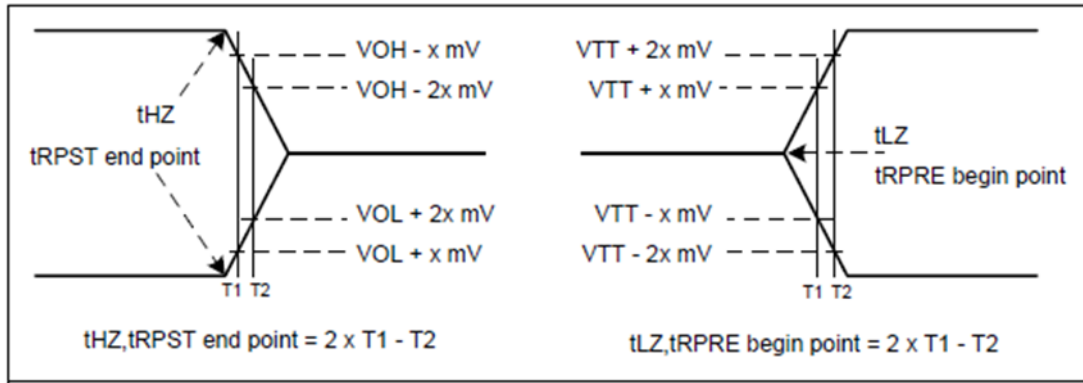 VOH - x mV
VOH - 2x mV
tHZ
tRPST end point
VOL + 2x mV
VOL + x mV
T1 T2
tHZ,tRPST end point = 2 x T1 - T2
VTT + 2x mV
VTT + x mV
tLZ
tRPRE begin point
VTT - x mV
VTT - 2x mV
T1 T2
tLZ,tRPRE begin point = 2 x T1 - T2